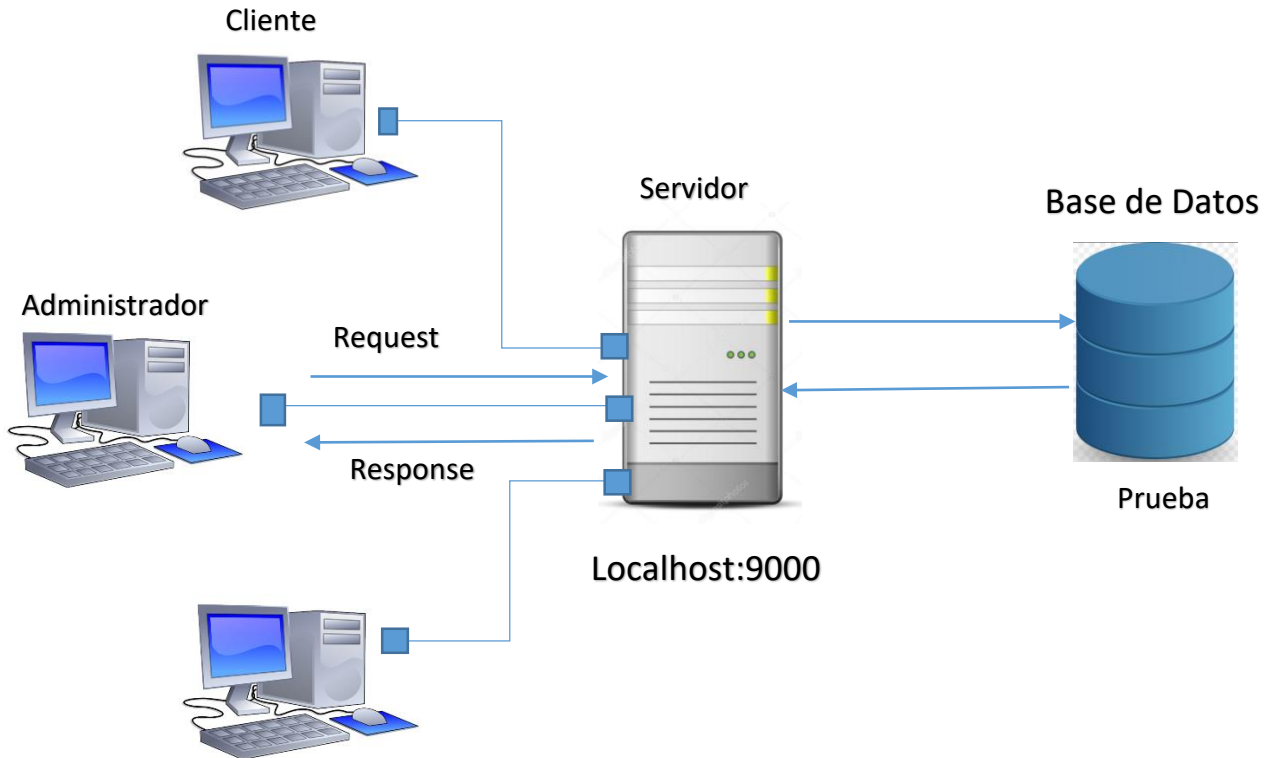 Cliente
Servidor
Base de Datos
Administrador
Request
Response
Prueba
Localhost:9000